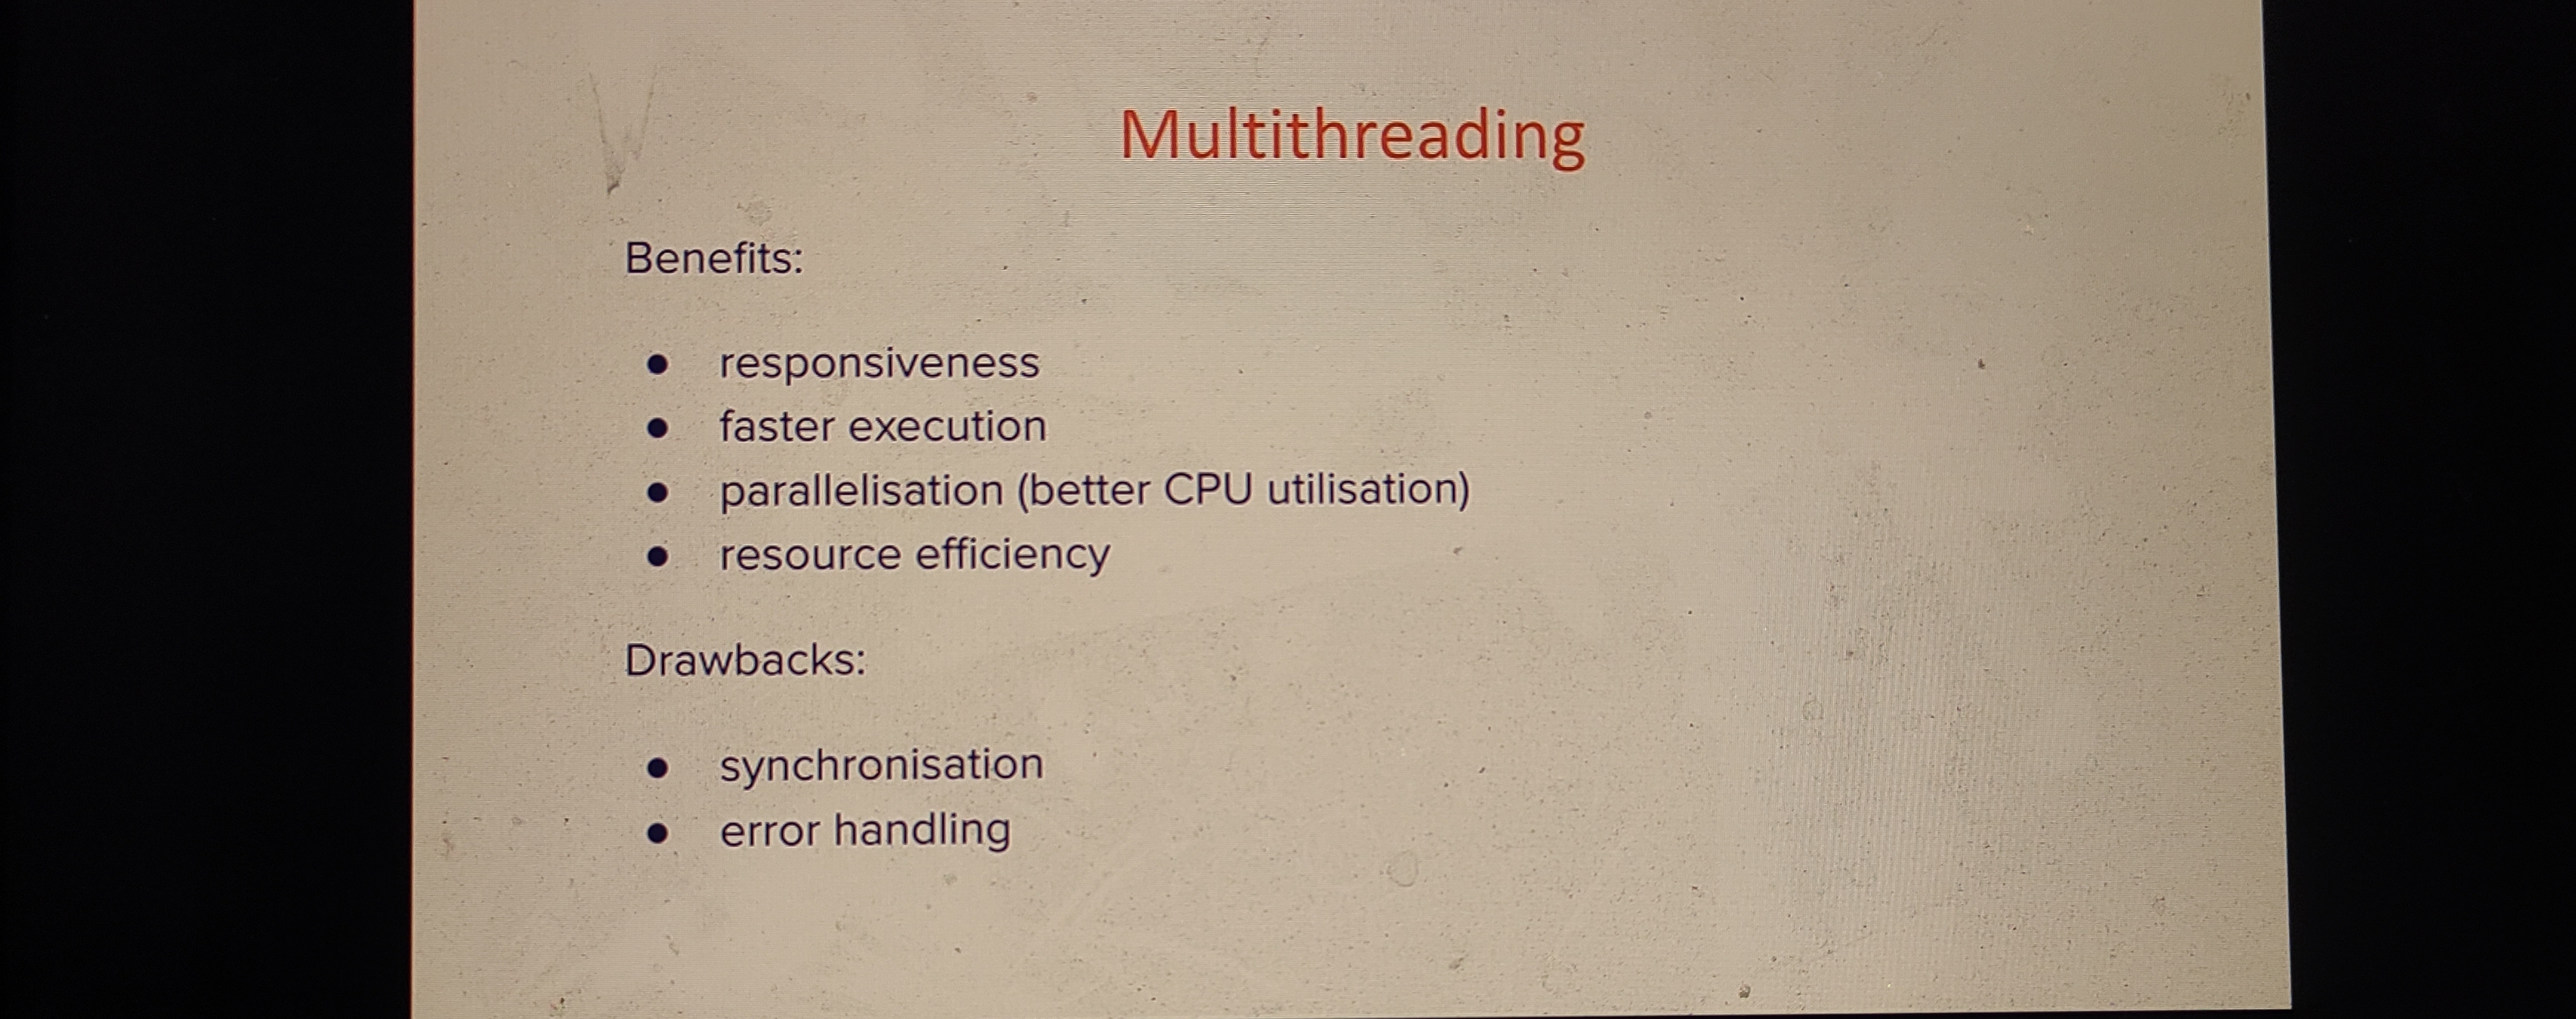 Multithreading
Benefits:
● responsiveness
● faster execution
● parallelisation (better CPU utilisation)
● resource efficiency
Drawbacks:
● synchronisation
● error handling